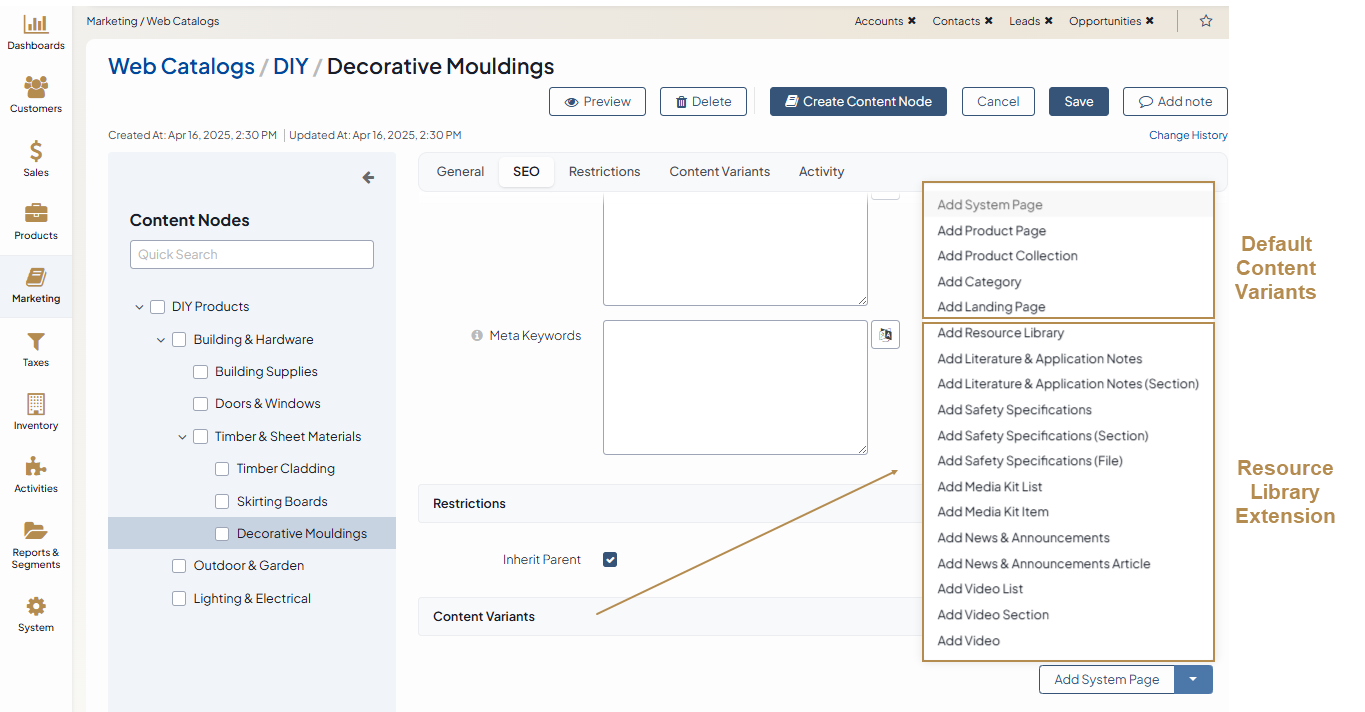 Dashboards
Customers
Sales
Products
Marketing
Taxes
Inventory
Activities
Reports &
Segments
System
Marketing / Web Catalogs
Accounts ✖ Contacts ✖ Leads ✖ Opportunities ✖
Web Catalogs / DIY / Decorative Mouldings
Preview Delete Create Content Node Cancel Save Add note
Created At: Apr 16, 2025, 2:30 PM | Updated At: Apr 16, 2025, 2:30 PM Change History
Content Nodes
Quick Search
DIY Products
Building & Hardware
Building Supplies
Doors & Windows
Timber & Sheet Materials
Timber Cladding
Skirting Boards
Decorative Mouldings
Outdoor & Garden
Lighting & Electrical
General SEO Restrictions Content Variants Activity
Meta Keywords
Restrictions
Inherit Parent
Content Variants
Add System Page
Add Product Page
Add Product Collection
Add Category
Add Landing Page
Add Resource Library
Add Literature & Application Notes
Add Literature & Application Notes (Section)
Add Safety Specifications
Add Safety Specifications (Section)
Add Safety Specifications (File)
Add Media Kit List
Add Media Kit Item
Add News & Announcements
Add News & Announcements Article
Add Video List
Add Video Section
Add Video
Add System Page
Default
Content
Variants
Resource
Library
Extension